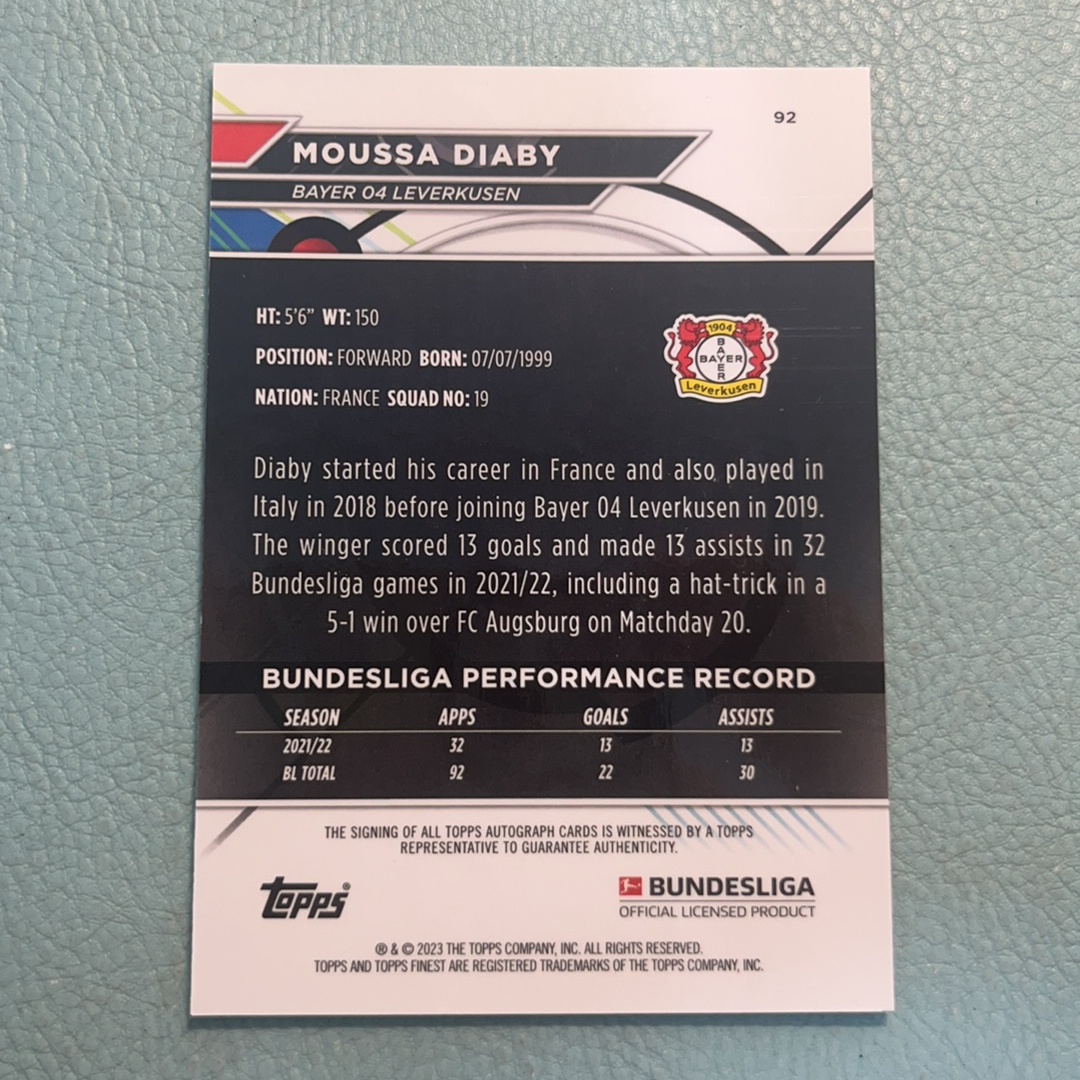 92
MOUSSA DIABY
BAYER 04 LEVERKUSEN
HT: 5'6" WT: 150
POSITION: FORWARD BORN: 07/07/1999
NATION: FRANCE SQUAD NO: 19
1904
BAYER
BAYER
Leverkusen
Diaby started his career in France and also played in
Italy in 2018 before joining Bayer 04 Leverkusen in 2019.
The winger scored 13 goals and made 13 assists in 32
Bundesliga games in 2021/22, including a hat-trick in a
5-1 win over FC Augsburg on Matchday 20.
BUNDESLIGA PERFORMANCE RECORD
SEASON APPS GOALS ASSISTS
2021/22 32 13 13
BL TOTAL 92 22 30
THE SIGNING OF ALL TOPPS AUTOGRAPH CARDS IS WITNESSED BY A TOPPS
REPRESENTATIVE TO GUARANTEE AUTHENTICITY.
topps®
BUNDESLIGA
OFFICIAL LICENSED PRODUCT
® & © 2023 THE TOPPS COMPANY, INC. ALL RIGHTS RESERVED.
TOPPS AND TOPPS FINEST ARE REGISTERED TRADEMARKS OF THE TOPPS COMPANY, INC.